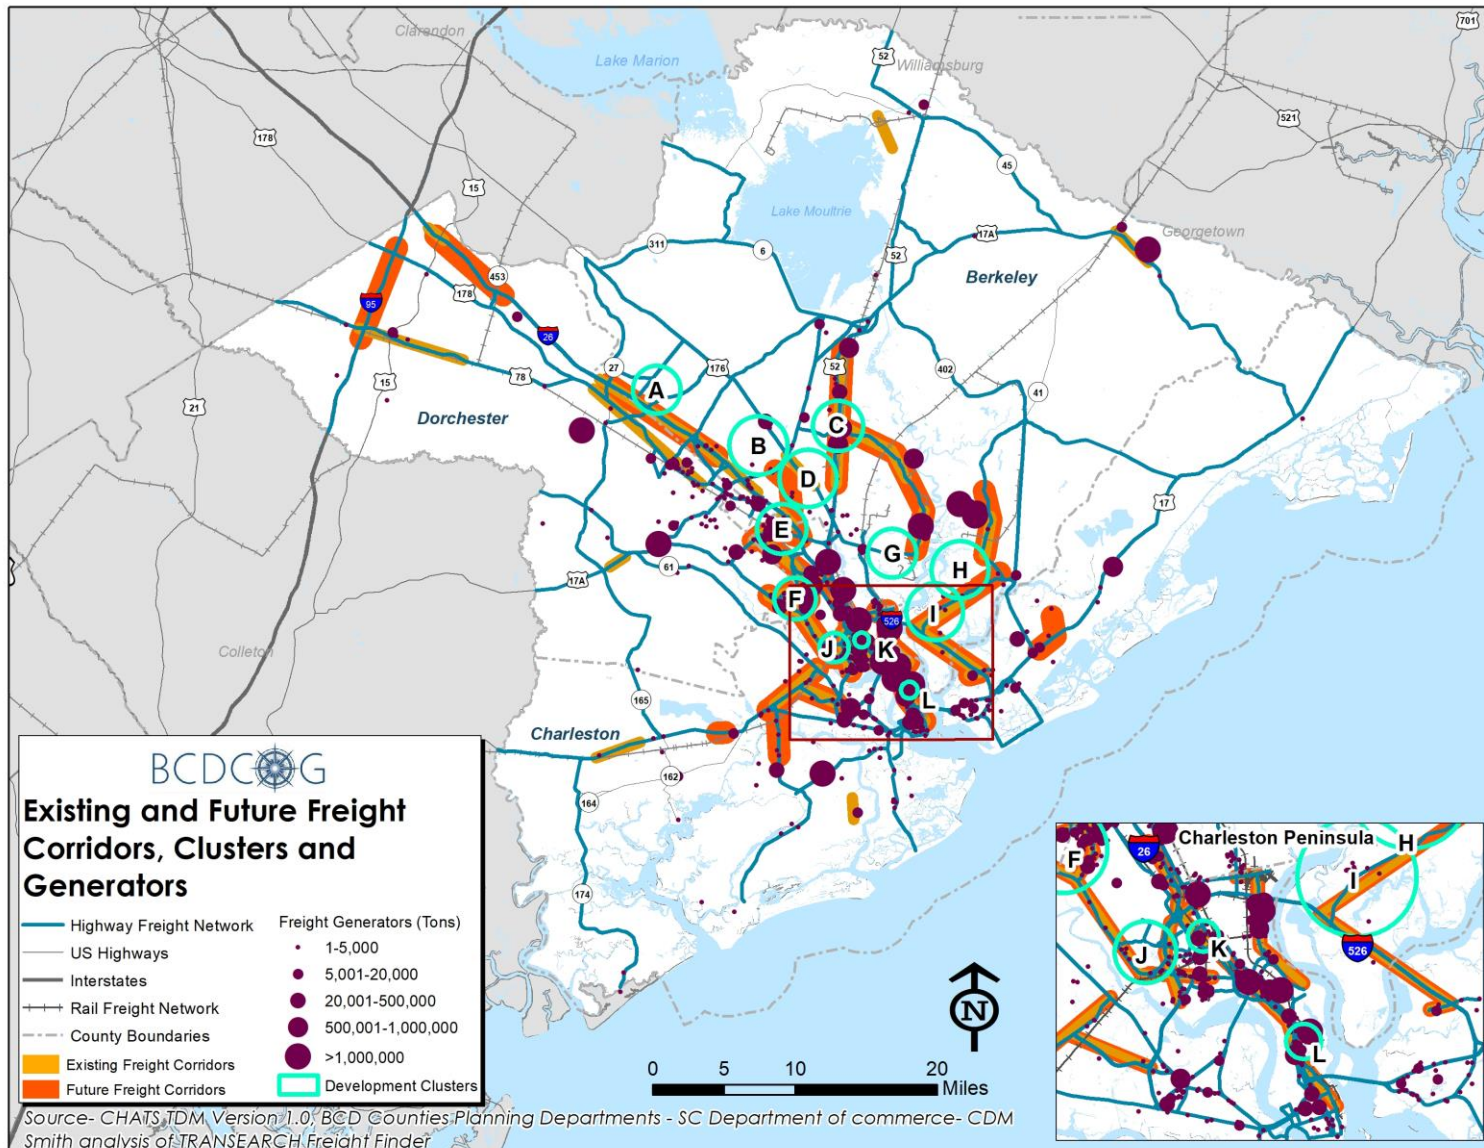 701
Clarendon
52
Lake Marion
Williamsburg
178
521
45
15
Lake Moultrie
17A
Georgetown
311
6
52
Berkeley
453
95
178
26
15
52
27
176
402
78
41
A
21
Dorchester
C
B
D
17
E
G
61
H
17A
F
I
526
Colleton
J
K
165
L
Charleston
162
164
174
BCDCOG
Existing and Future Freight
Corridors, Clusters and
Generators
Highway Freight Network
US Highways
Interstates
Rail Freight Network
County Boundaries
Existing Freight Corridors
Future Freight Corridors
Freight Generators (Tons)
1-5,000
5,001-20,000
20,001-500,000
500,001-1,000,000
>1,000,000
Development Clusters
N
0 5 10 20
Miles
Charleston Peninsula
26
H
F
I
526
J
K
L
Source- CHATS TDM Version 1.0, BCD Counties Planning Departments - SC Department of commerce- CDM
Smith analysis of TRANSEARCH Freight Finder